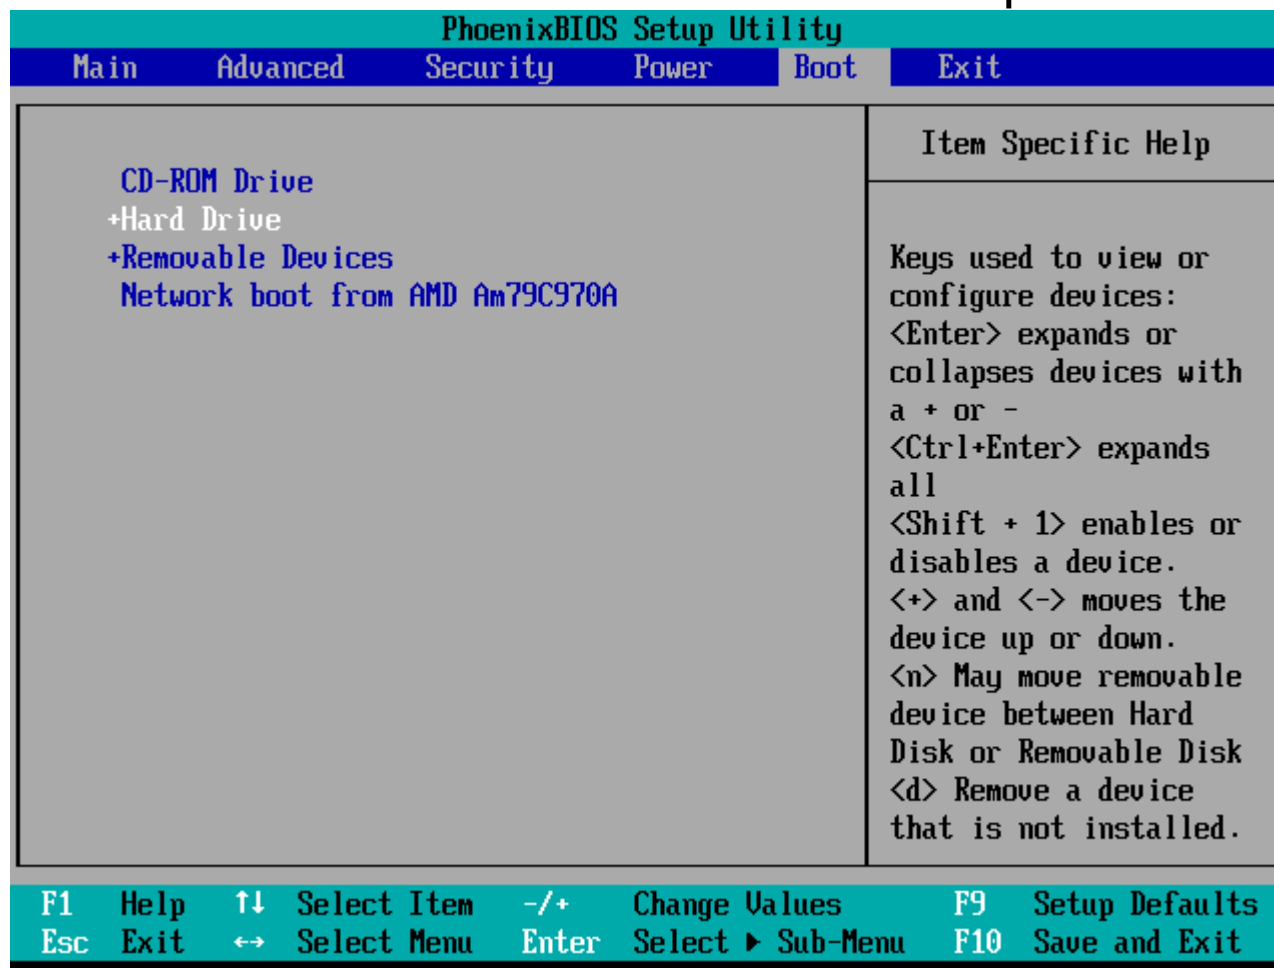 PhoenixBIOS Setup Utility
Main Advanced Security Power Boot Exit
CD-ROM Drive
+Hard Drive
+Removable Devices
Network boot from AMD Am79C970A
Item Specific Help
Keys used to view or
configure devices:
<Enter> expands or
collapses devices with
a + or -
<Ctrl+Enter> expands
all
<Shift + 1> enables or
disables a device.
<+> and <-> moves the
device up or down.
<n> May move removable
device between Hard
Disk or Removable Disk
<d> Remove a device
that is not installed.
F1 Help ↑↓ Select Item -/+ Change Values F9 Setup Defaults
Esc Exit ↔ Select Menu Enter Select ▶ Sub-Menu F10 Save and Exit